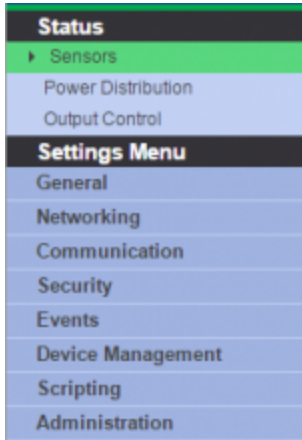 Status
Sensors
Power Distribution
Output Control
Settings Menu
General
Networking
Communication
Security
Events
Device Management
Scripting
Administration